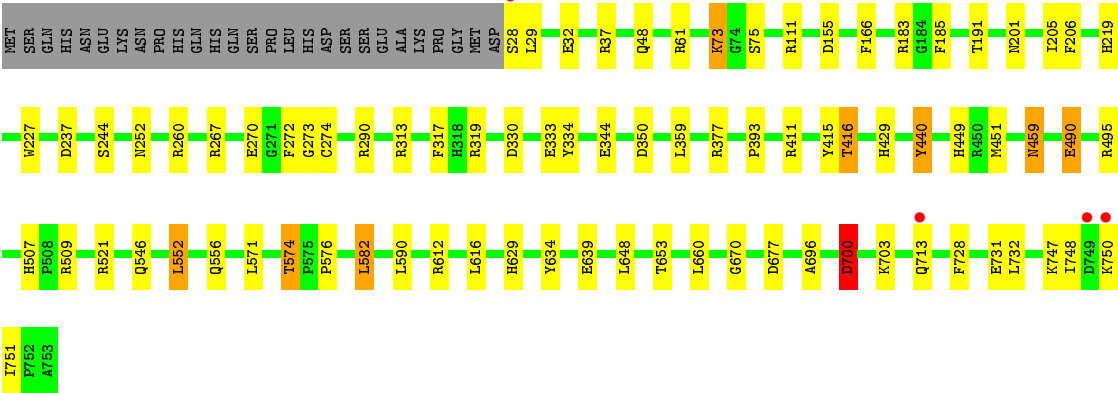 MET SER GLN HIS ASN GLU LYS ASN PRO HIS GLN HIS GLN SER PRO LEU HIS ASP SER SER GLU ALA LYS PRO GLY MET ASP S28 L29 E32 R37 Q48 R61 K73 G74 S75 R111 D155 F166 R183 G184 F185 T191 N201 I205 F206 H219
W227 D237 S244 N252 R260 R267 E270 G271 F272 G273 C274 R290 R313 F317 H318 R319 D330 E333 Y334 E344 D350 L359 R377 P393 R411 Y415 T416 H429 Y440 H449 R450 M451 N459 E490 R495
H507 P508 R509 R521 Q546 L552 Q556 L571 T574 P575 P576 L582 L590 R612 L616 H629 Y634 E639 L648 T653 L660 G670 D677 A696 D700 K703 Q713 F728 E731 L732 K747 I748 D749 K750
I751 P752 A753